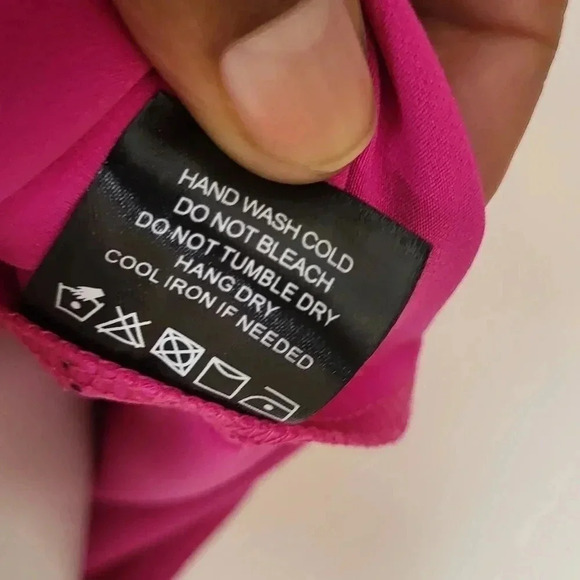 HAND WASH COLD
DO NOT BLEACH
DO NOT TUMBLE DRY
HANG DRY
COOL IRON IF NEEDED